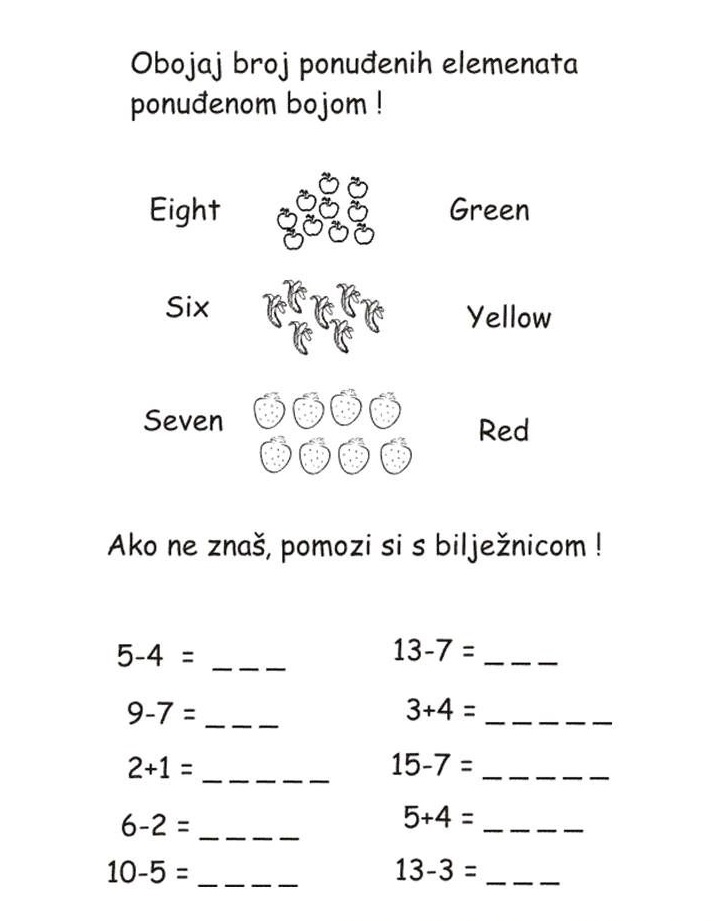 Obojaj broj ponuđenih elemenata
ponuđenom bojom !
Eight Green
Six Yellow
Seven Red
Ako ne znaš, pomozi si s bilježnicom !
5-4 = _ _ _ 13-7 = _ _ _
9-7 = _ _ _ 3+4 = _ _ _ _ _
2+1 = _ _ _ _ _ 15-7 = _ _ _ _ _
6-2 = _ _ _ _ 5+4 = _ _ _ _
10-5 = _ _ _ _ 13-3 = _ _ _